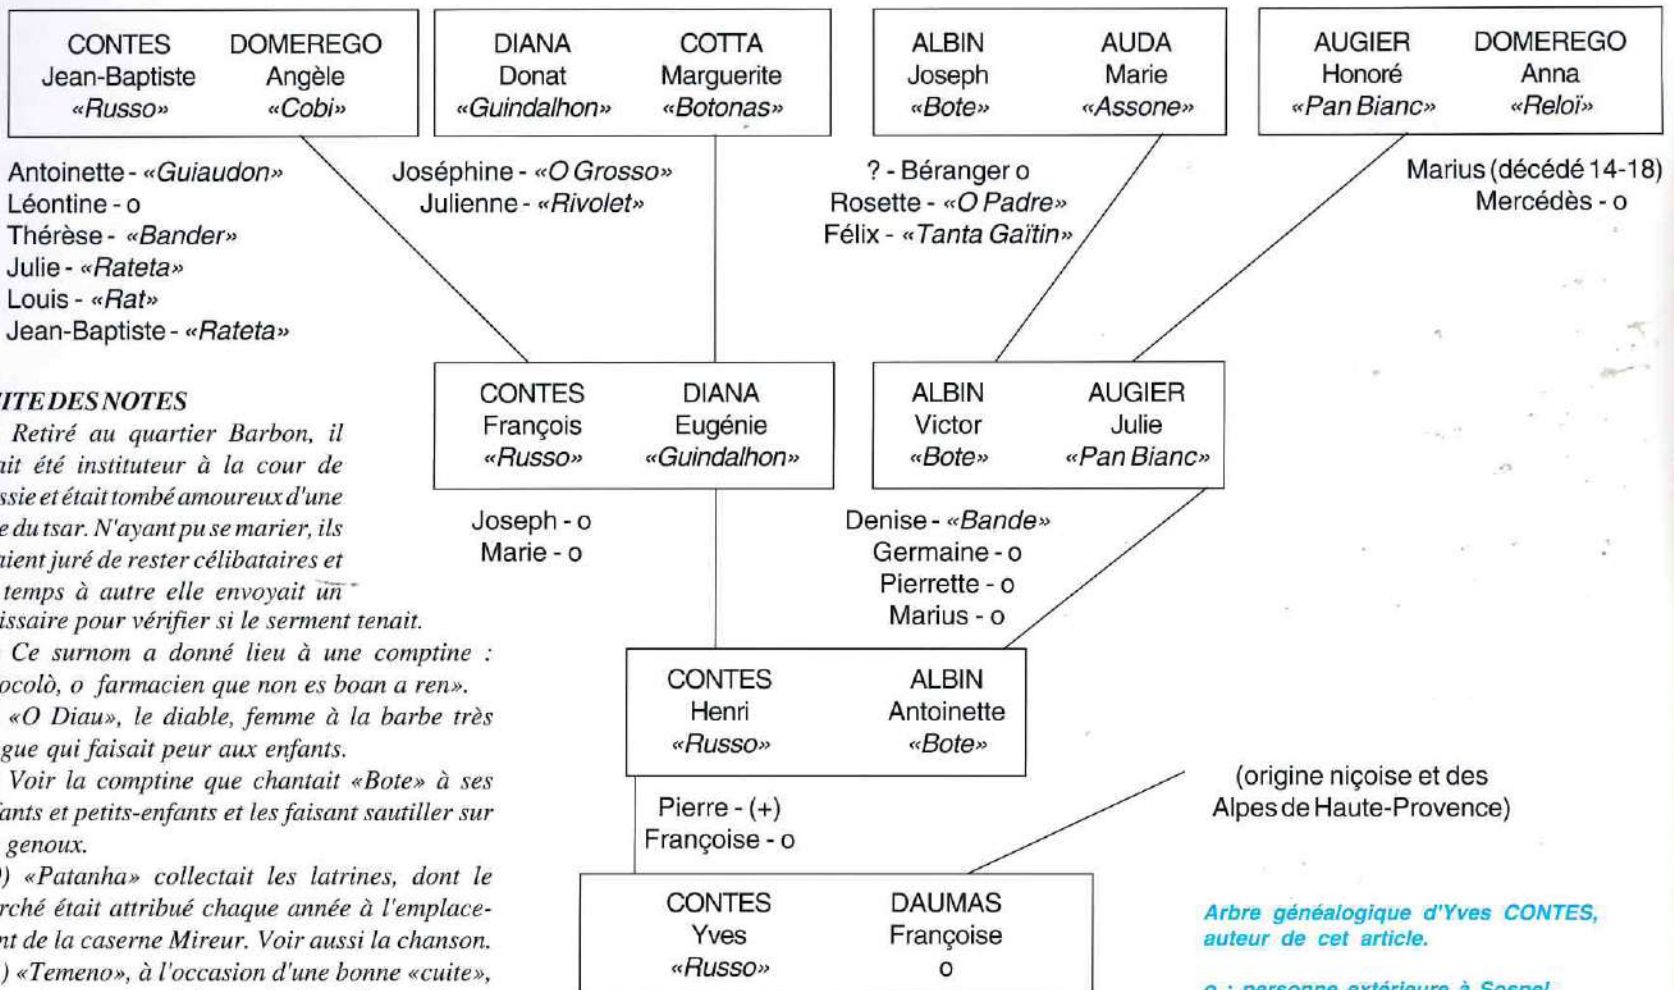 CONTES DOMEREGO
Jean-Baptiste Angèle
«Russo» «Cobi»
DIANA COTTA
Donat Marguerite
«Guindalhon» «Botonas»
ALBIN AUDA
Joseph Marie
«Bote» «Assone»
AUGIER DOMEREGO
Honoré Anna
«Pan Bianc» «Reloï»
Antoinette - «Guiaudon»
Léontine - o
Thérèse - «Bander»
Julie - «Rateta»
Louis - «Rat»
Jean-Baptiste - «Rateta»
Joséphine - «O Grosso»
Julienne - «Rivolet»
? - Béranger o
Rosette - «O Padre»
Félix - «Tanta Gaïtin»
Marius (décédé 14-18)
Mercédès - o
CONTES DIANA
François Eugénie
«Russo» «Guindalhon»
ALBIN AUGIER
Victor Julie
«Bote» «Pan Bianc»
Joseph - o
Marie - o
Denise - «Bande»
Germaine - o
Pierrette - o
Marius - o
CONTES ALBIN
Henri Antoinette
«Russo» «Bote»
Pierre - (+)
Françoise - o
(origine niçoise et des
Alpes de Haute-Provence)
CONTES DAUMAS
Yves Françoise
«Russo» o
ITE DES NOTES
Retiré au quartier Barbon, il
ait été instituteur à la cour de
ssie et était tombé amoureux d'une
e du tsar. N'ayant pu se marier, ils
aient juré de rester célibataires et
temps à autre elle envoyait un
issaire pour vérifier si le serment tenait.
Ce surnom a donné lieu à une comptine :
ocolò, o farmacien que non es boan a ren».
«O Diau», le diable, femme à la barbe très
gue qui faisait peur aux enfants.
Voir la comptine que chantait «Bote» à ses
fants et petits-enfants et les faisant sautiller sur
genoux.
) «Patanha» collectait les latrines, dont le
rché était attribué chaque année à l'emplace-
nt de la caserne Mireur. Voir aussi la chanson.
) «Temeno», à l'occasion d'une bonne «cuite»,
Arbre généalogique d'Yves CONTES,
auteur de cet article.
o : personne extérieure à Sospel